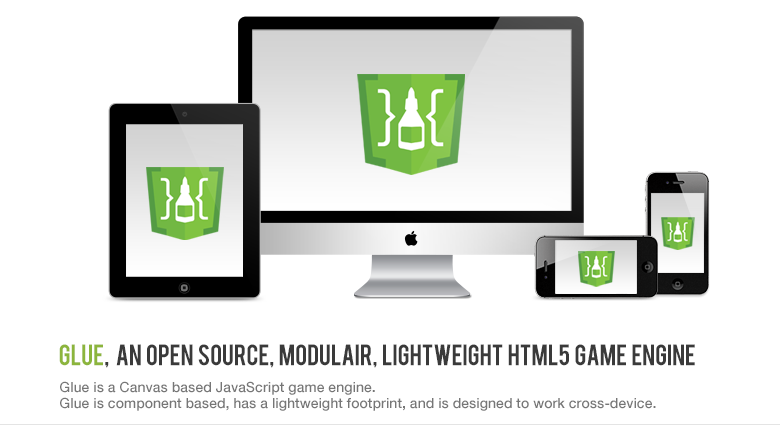 GLUE, AN OPEN SOURCE, MODULAIR, LIGHTWEIGHT HTML5 GAME ENGINE
Glue is a Canvas based JavaScript game engine.
Glue is component based, has a lightweight footprint, and is designed to work cross-device.